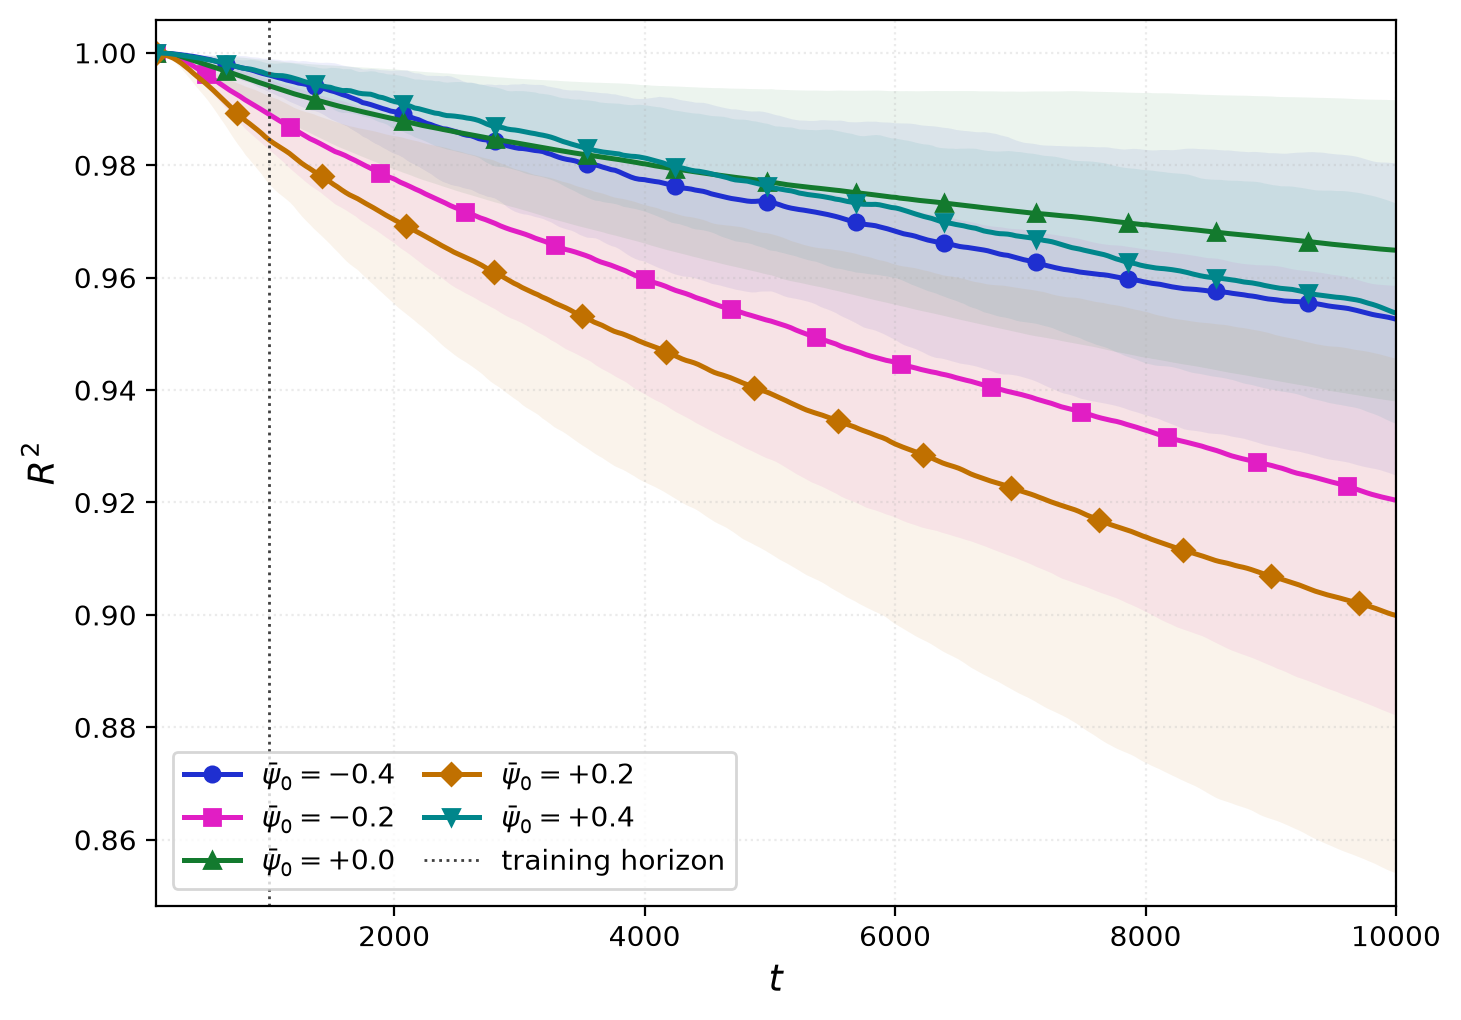 1.00
0.98
0.96
0.94
0.92
0.90
0.88
0.86
R²
ψ̄₀ = −0.4
ψ̄₀ = −0.2
ψ̄₀ = +0.0
ψ̄₀ = +0.2
ψ̄₀ = +0.4
training horizon
2000 4000 6000 8000 10000
t